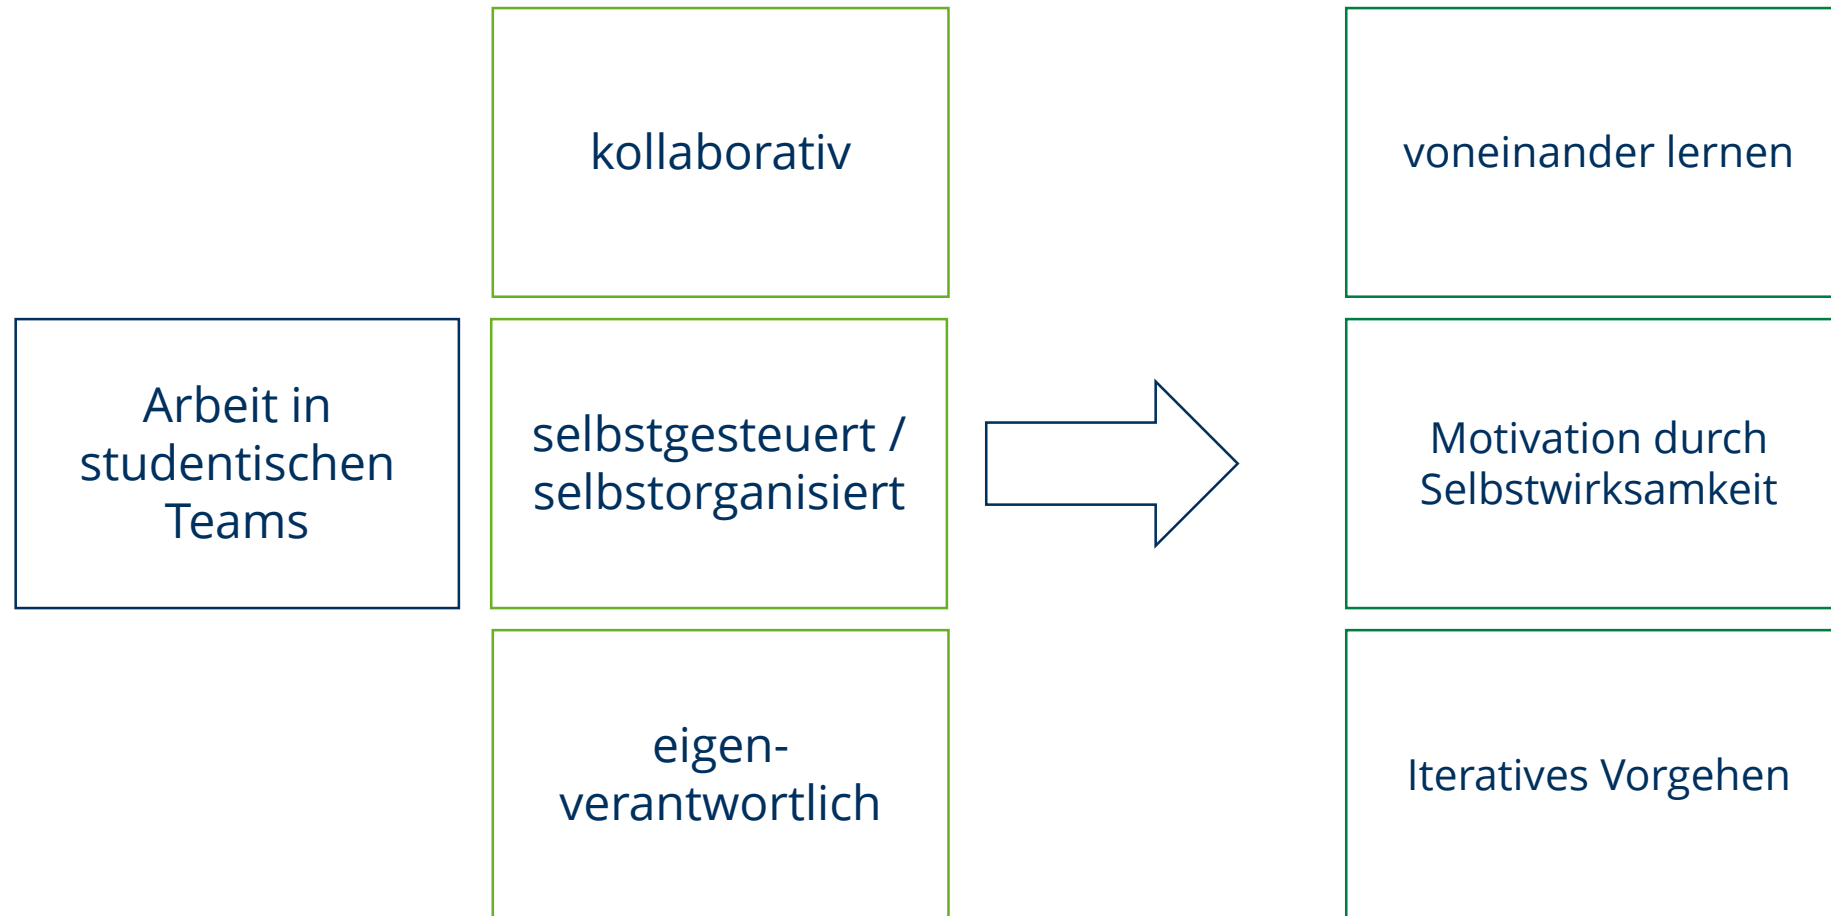 Arbeit in
studentischen
Teams
kollaborativ
selbstgesteuert /
selbstorganisiert
eigen-
verantwortlich
voneinander lernen
Motivation durch
Selbstwirksamkeit
Iteratives Vorgehen